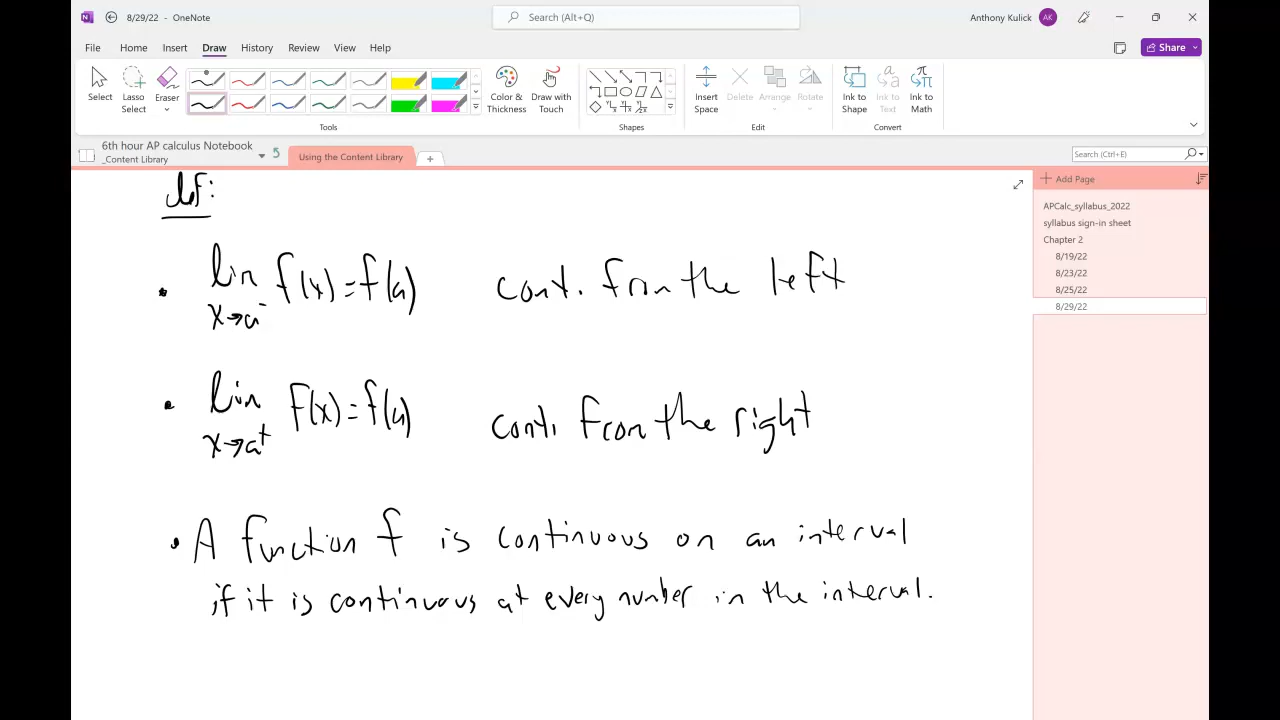 8/29/22 - OneNote
Search (Alt+Q)
Anthony Kulick
AK
File Home Insert Draw History Review View Help
Share
Select
Lasso Select
Eraser
Color & Thickness
Draw with Touch
Insert Space
Delete
Arrange
Rotate
Ink to Shape
Ink to Text
Ink to Math
Tools
Shapes
Edit
Convert
6th hour AP calculus Notebook
_Content Library
Using the Content Library
Search (Ctrl+E)
Add Page
APCalc_syllabus_2022
syllabus sign-in sheet
Chapter 2
8/19/22
8/23/22
8/25/22
8/29/22
def:
• lim x→a⁻ f(x)=f(a) cont. from the left
• lim x→a⁺ f(x)=f(a) cont. from the right
• A function f is continuous on an interval
if it is continuous at every number in the interval.